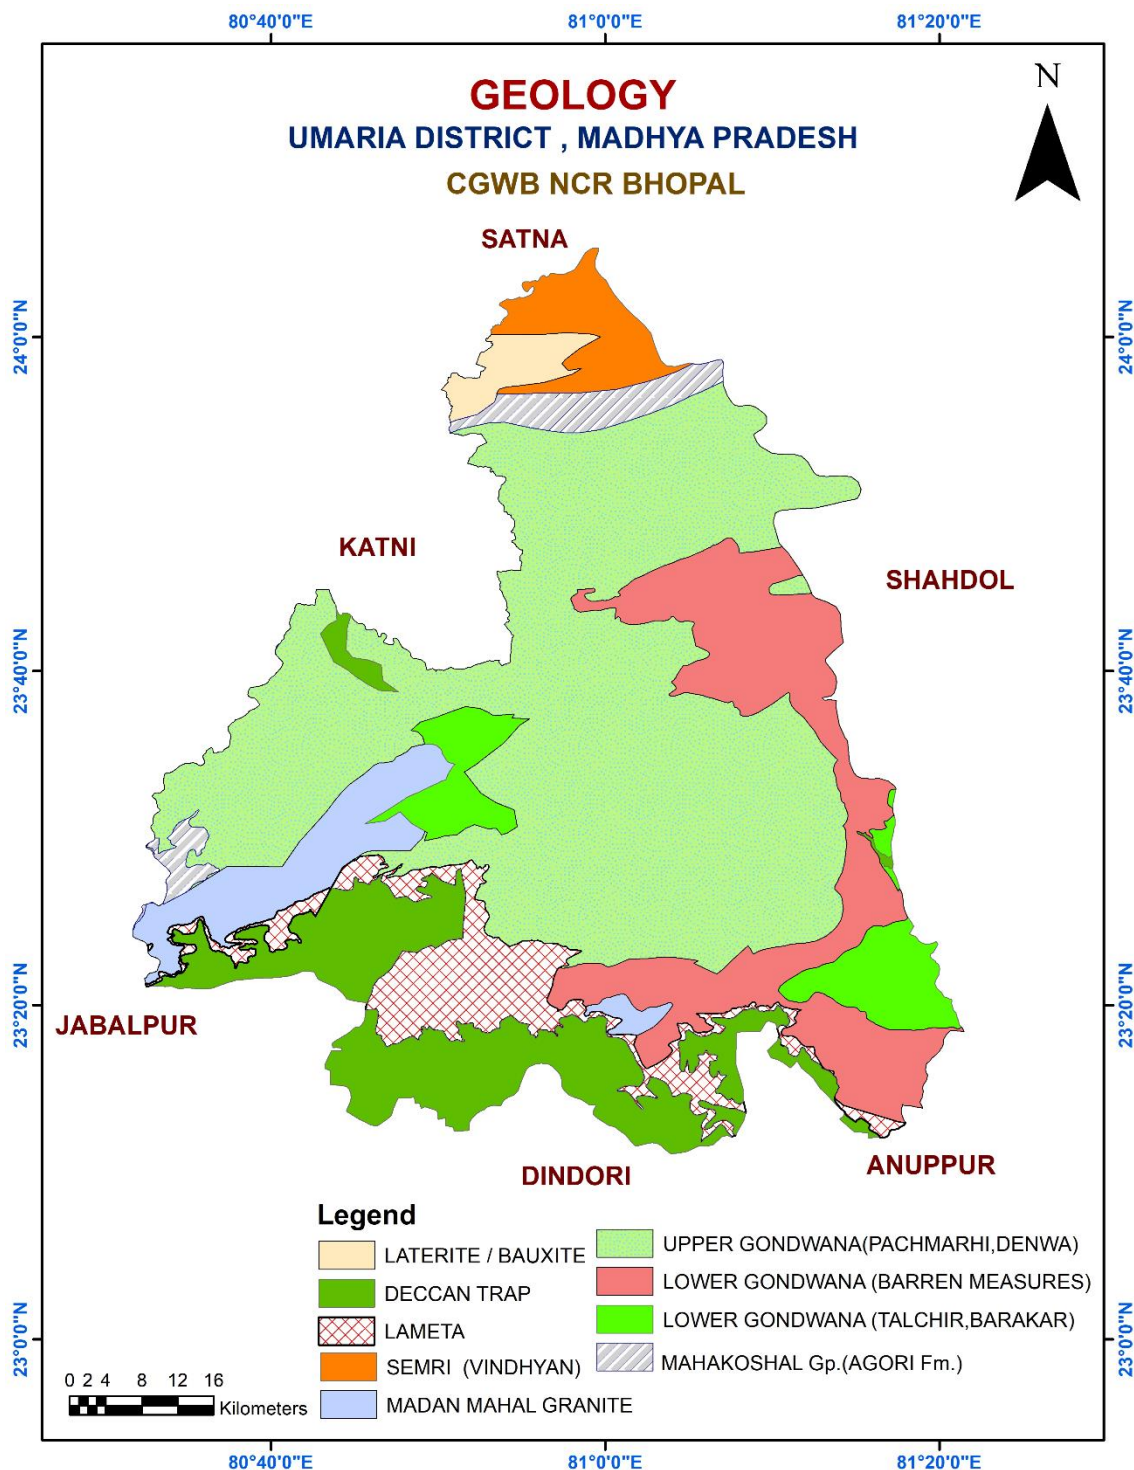 80°40'0"E 81°0'0"E 81°20'0"E
N
GEOLOGY
UMARIA DISTRICT , MADHYA PRADESH
CGWB NCR BHOPAL
SATNA
24°0'0"N 24°0'0"N
KATNI
SHAHDOL
23°40'0"N 23°40'0"N
23°20'0"N 23°20'0"N
JABALPUR
ANUPPUR
DINDORI
Legend
LATERITE / BAUXITE
DECCAN TRAP
LAMETA
SEMRI (VINDHYAN)
MADAN MAHAL GRANITE
UPPER GONDWANA(PACHMARHI,DENWA)
LOWER GONDWANA (BARREN MEASURES)
LOWER GONDWANA (TALCHIR,BARAKAR)
MAHAKOSHAL Gp.(AGORI Fm.)
23°0'0"N 23°0'0"N
0 2 4 8 12 16
Kilometers
80°40'0"E 81°0'0"E 81°20'0"E